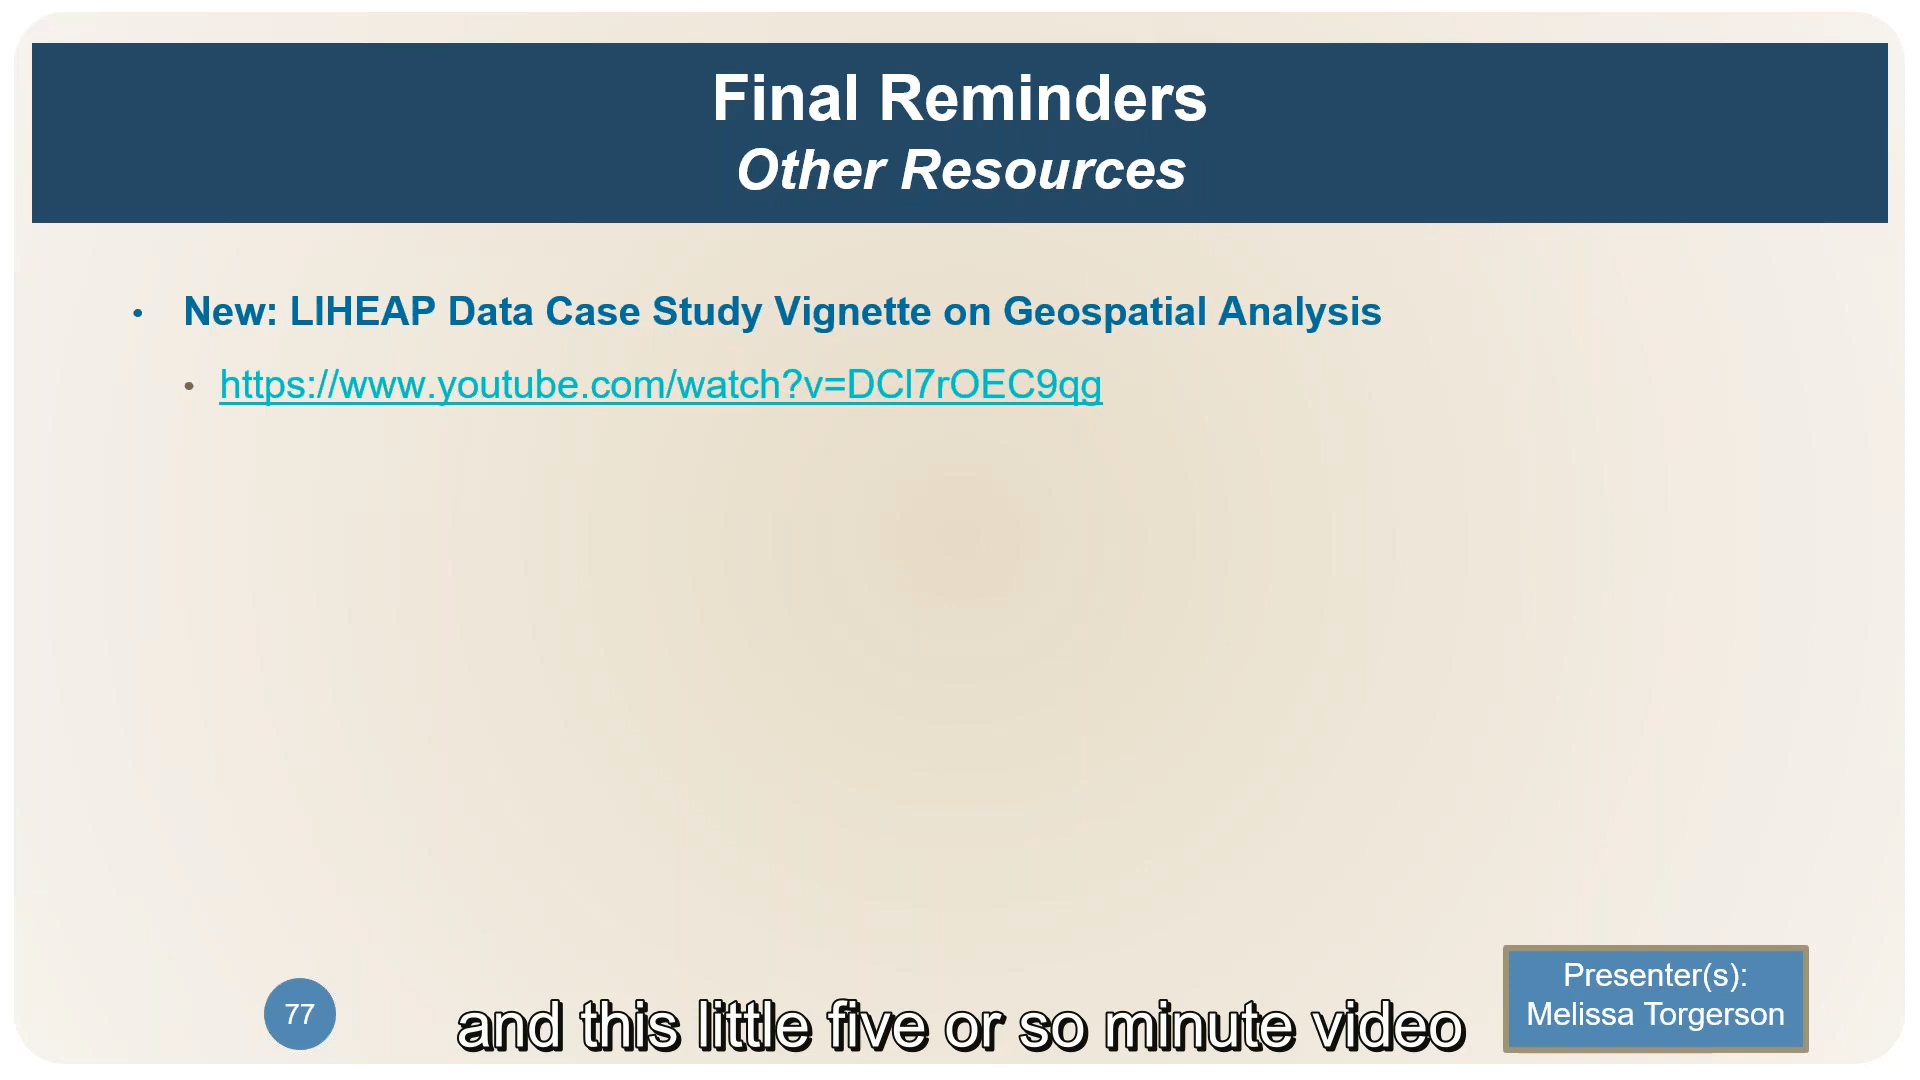 Final Reminders
Other Resources
• New: LIHEAP Data Case Study Vignette on Geospatial Analysis
• https://www.youtube.com/watch?v=DCl7rOEC9qg
77
and this little five or so minute video
Presenter(s):
Melissa Torgerson